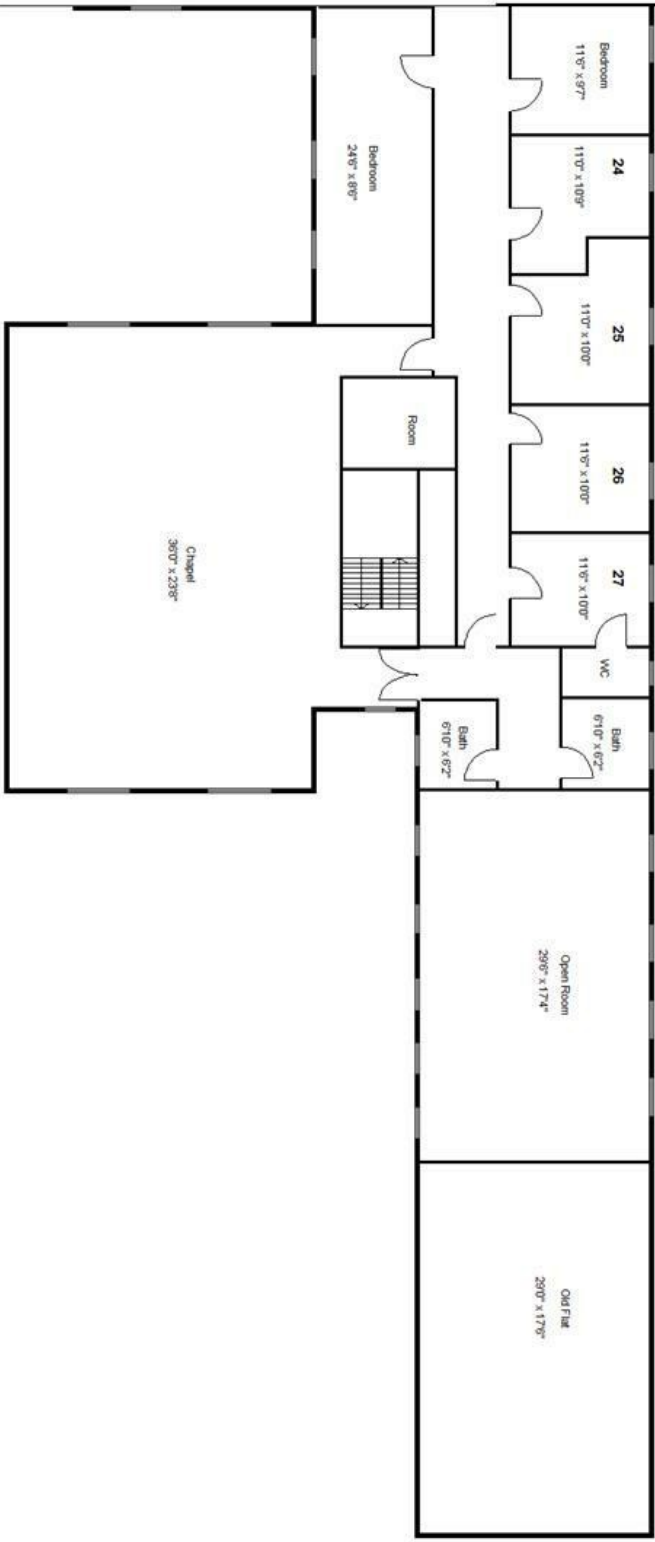 Bedroom
11'6" x 9'7"
24
11'0" x 10'9"
25
11'0" x 10'0"
26
11'6" x 10'0"
27
11'6" x 10'0"
WC
Bath
6'10" x 6'2"
Open Room
29'6" x 17'4"
Old Flat
29'0" x 17'6"
Bedroom
24'6" x 8'6"
Room
Bath
6'10" x 6'2"
Chapel
36'0" x 23'8"